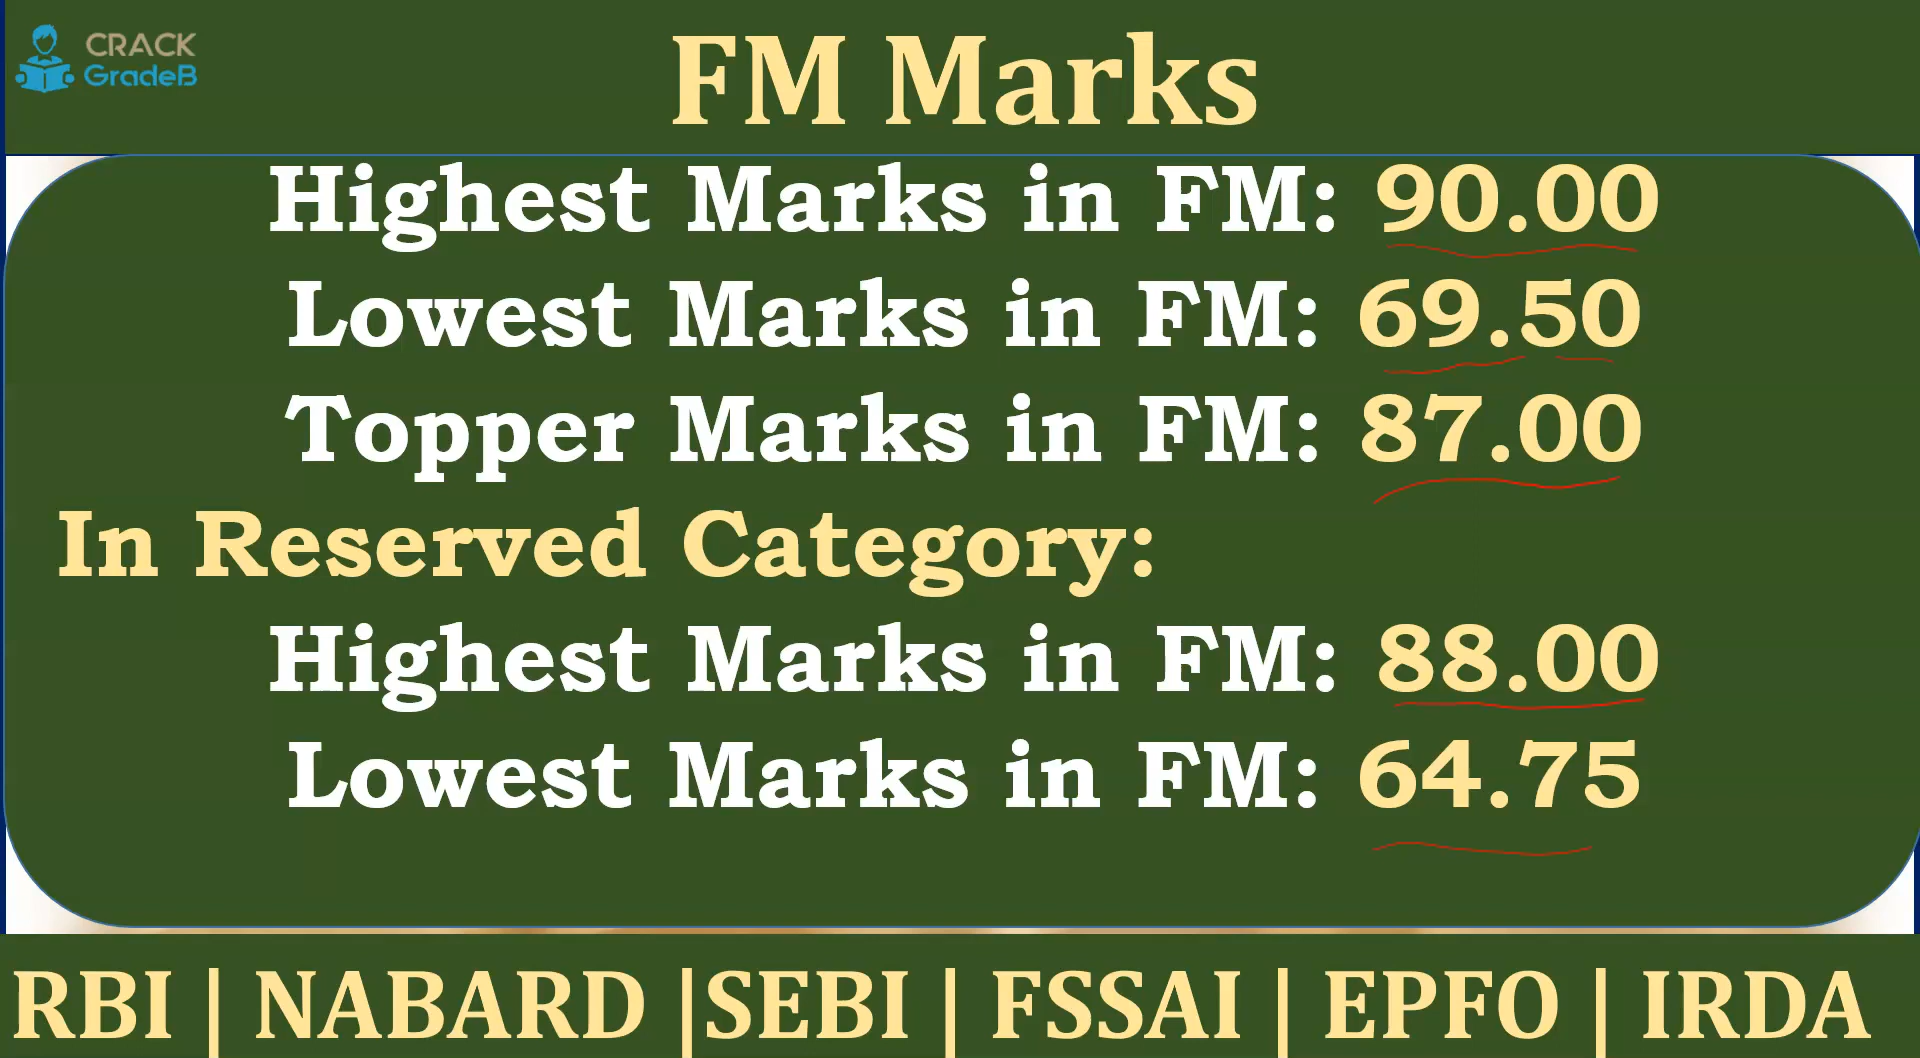 CRACK
GradeB
FM Marks
Highest Marks in FM: 90.00
Lowest Marks in FM: 69.50
Topper Marks in FM: 87.00
In Reserved Category:
Highest Marks in FM: 88.00
Lowest Marks in FM: 64.75
RBI | NABARD |SEBI | FSSAI | EPFO | IRDA